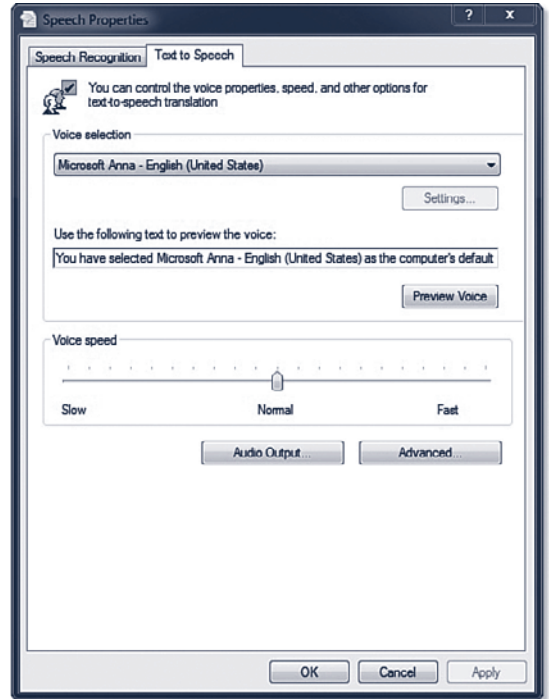 Speech Properties
? x
Speech Recognition Text to Speech
You can control the voice properties, speed, and other options for
text-to-speech translation
Voice selection
Microsoft Anna - English (United States)
Settings...
Use the following text to preview the voice:
You have selected Microsoft Anna - English (United States) as the computer's default
Preview Voice
Voice speed
Slow Normal Fast
Audio Output... Advanced...
OK Cancel Apply